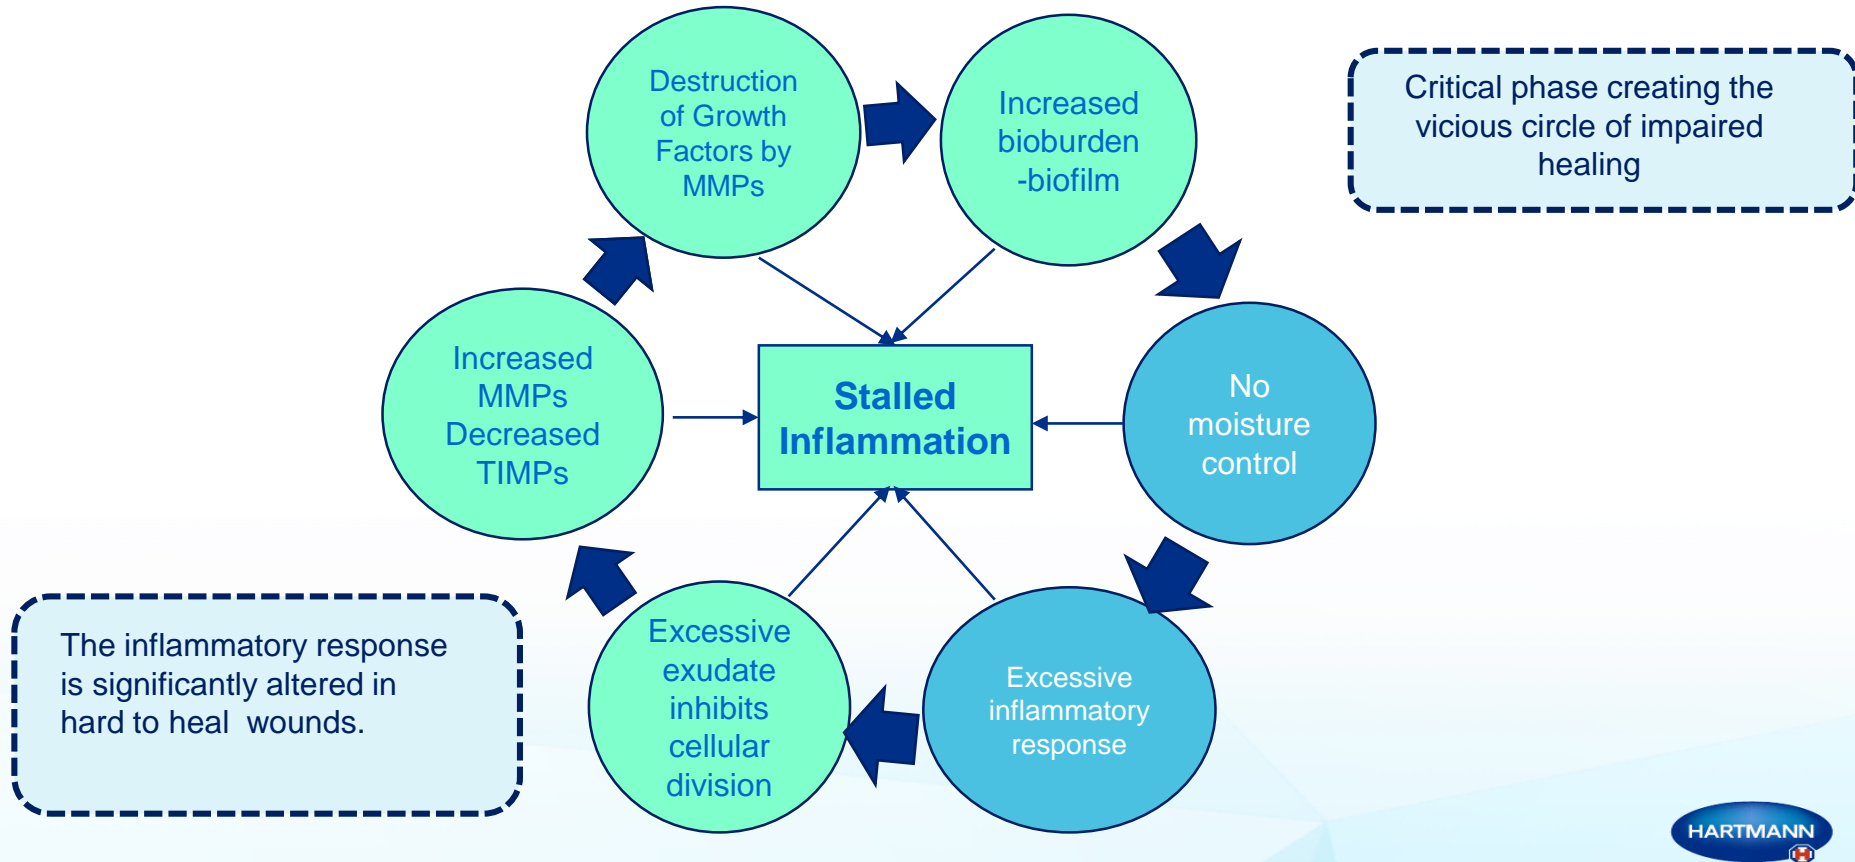 Destruction
of Growth
Factors by
MMPs
Increased
bioburden
-biofilm
Critical phase creating the
vicious circle of impaired
healing
Increased
MMPs
Decreased
TIMPs
Stalled
Inflammation
No
moisture
control
The inflammatory response
is significantly altered in
hard to heal  wounds.
Excessive
exudate
inhibits
cellular
division
Excessive
inflammatory
response
HARTMANN